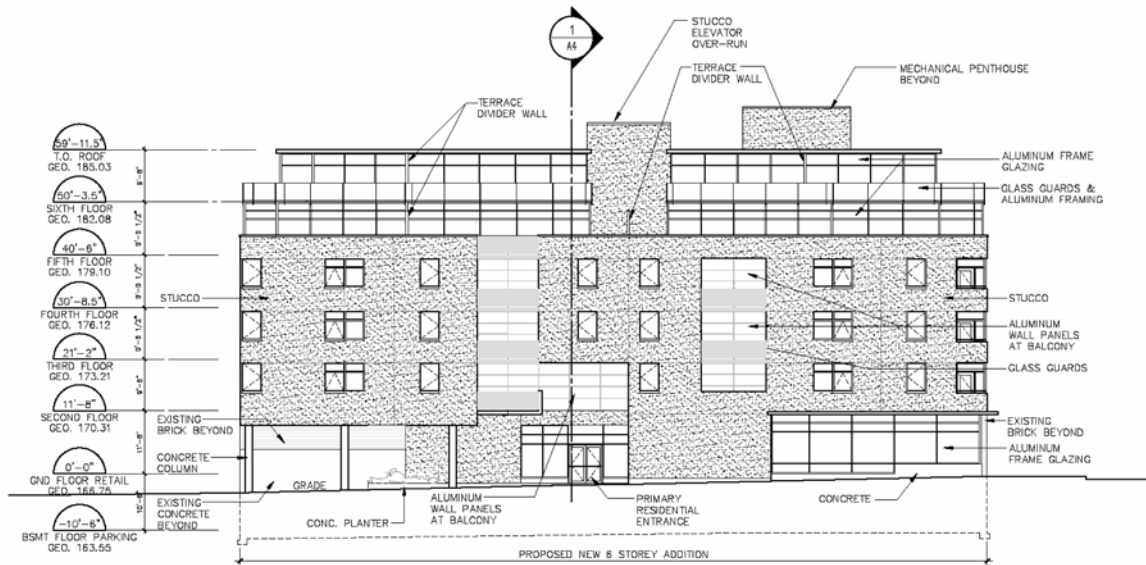 1
A4
STUCCO
ELEVATOR
OVER-RUN
TERRACE
DIVIDER WALL
MECHANICAL PENTHOUSE
BEYOND
TERRACE
DIVIDER WALL
59'-11.5"
T.O. ROOF
GEO. 185.03
9'-8"
ALUMINUM FRAME
GLAZING
50'-3.5"
SIXTH FLOOR
GEO. 182.08
GLASS GUARDS &
ALUMINUM FRAMING
40'-6"
FIFTH FLOOR
GEO. 179.10
30'-8.5"
FOURTH FLOOR
GEO. 176.12
STUCCO
STUCCO
ALUMINUM
WALL PANELS
AT BALCONY
21'-2"
THIRD FLOOR
GEO. 173.21
GLASS GUARDS
11'-8"
SECOND FLOOR
GEO. 170.31
EXISTING
BRICK BEYOND
EXISTING
BRICK BEYOND
11'-8"
CONCRETE
COLUMN
ALUMINUM
FRAME GLAZING
0'-0"
GND FLOOR RETAIL
GEO. 166.75
GRADE
EXISTING
CONCRETE
BEYOND
CONC. PLANTER
ALUMINUM
WALL PANELS
AT BALCONY
PRIMARY
RESIDENTIAL
ENTRANCE
CONCRETE
-10'-6"
BSMT FLOOR PARKING
GEO. 163.55
PROPOSED NEW 6 STOREY ADDITION